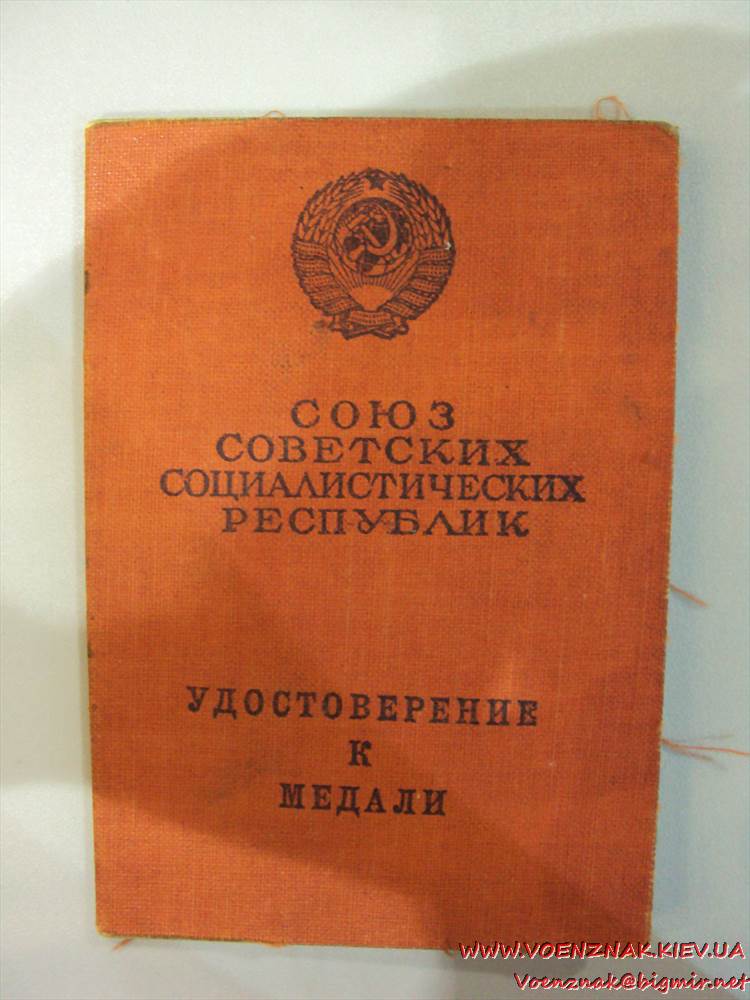 СОЮЗ
СОВЕТСКИХ
СОЦИАЛИСТИЧЕСКИХ
РЕСПУБЛИК
УДОСТОВЕРЕНИЕ
К
МЕДАЛИ
WWW.VOENZNAK.KIEV.UA
Voenznak@bigmir.net